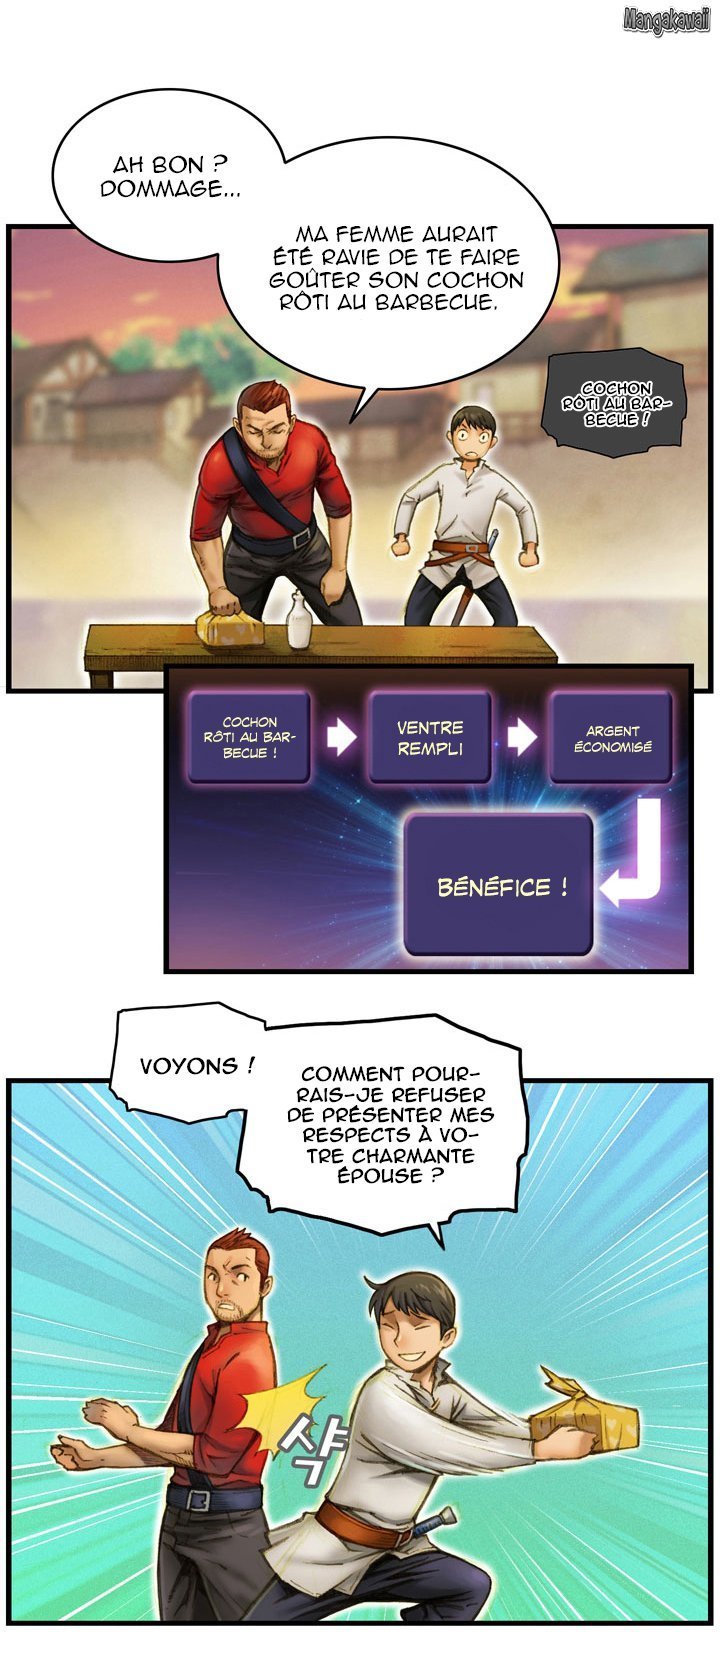 Mangakawaii
AH BON ?
DOMMAGE...
MA FEMME AURAIT
ÉTÉ RAVIE DE TE FAIRE
GOÛTER SON COCHON
RÔTI AU BARBECUE.
COCHON
RÔTI AU BAR-
BECUE !
COCHON
RÔTI AU BAR-
BECUE !
VENTRE
REMPLI
ARGENT
ÉCONOMISÉ
BÉNÉFICE !
VOYONS !
COMMENT POUR-
RAIS-JE REFUSER
DE PRÉSENTER MES
RESPECTS À VO-
TRE CHARMANTE
ÉPOUSE ?
샥